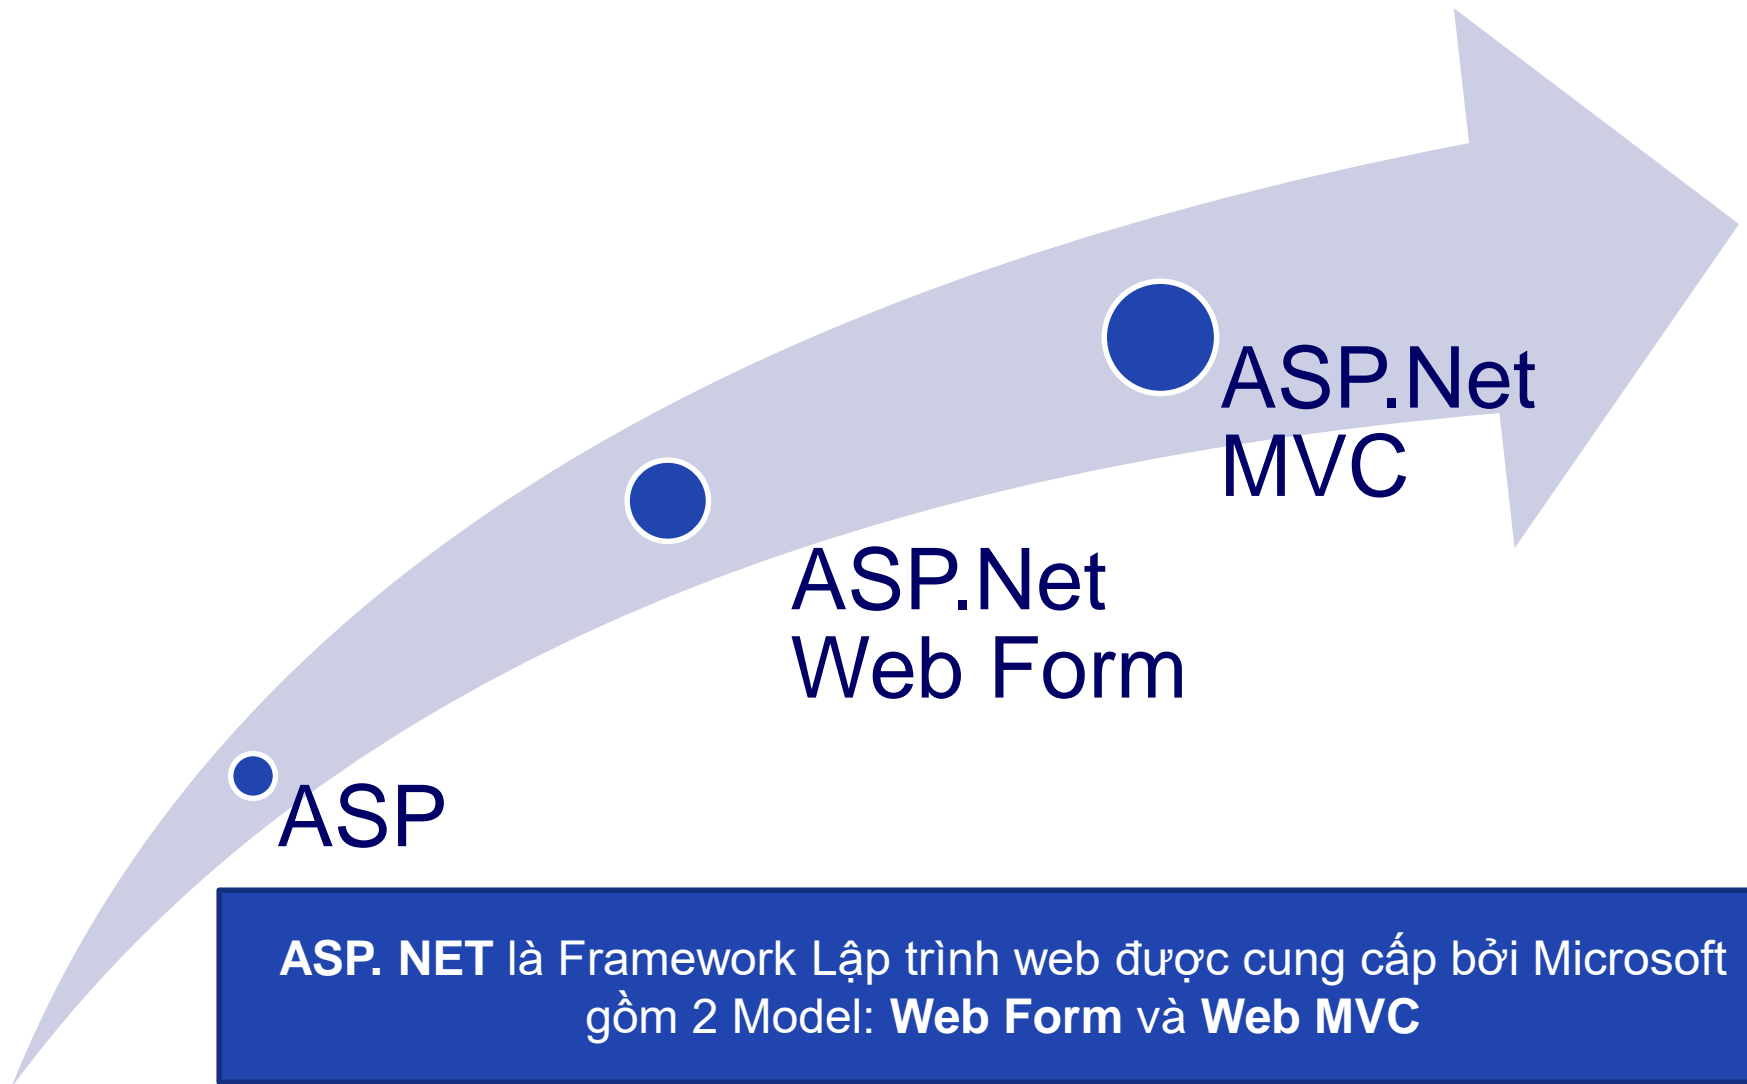 ASP.Net
MVC
ASP.Net
Web Form
ASP
ASP. NET là Framework Lập trình web được cung cấp bởi Microsoft
gồm 2 Model: Web Form và Web MVC